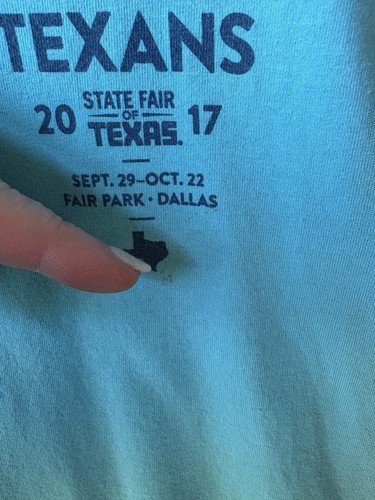 TEXANS
20 STATE FAIR 17
OF
TEXAS.
SEPT. 29–OCT. 22
FAIR PARK • DALLAS